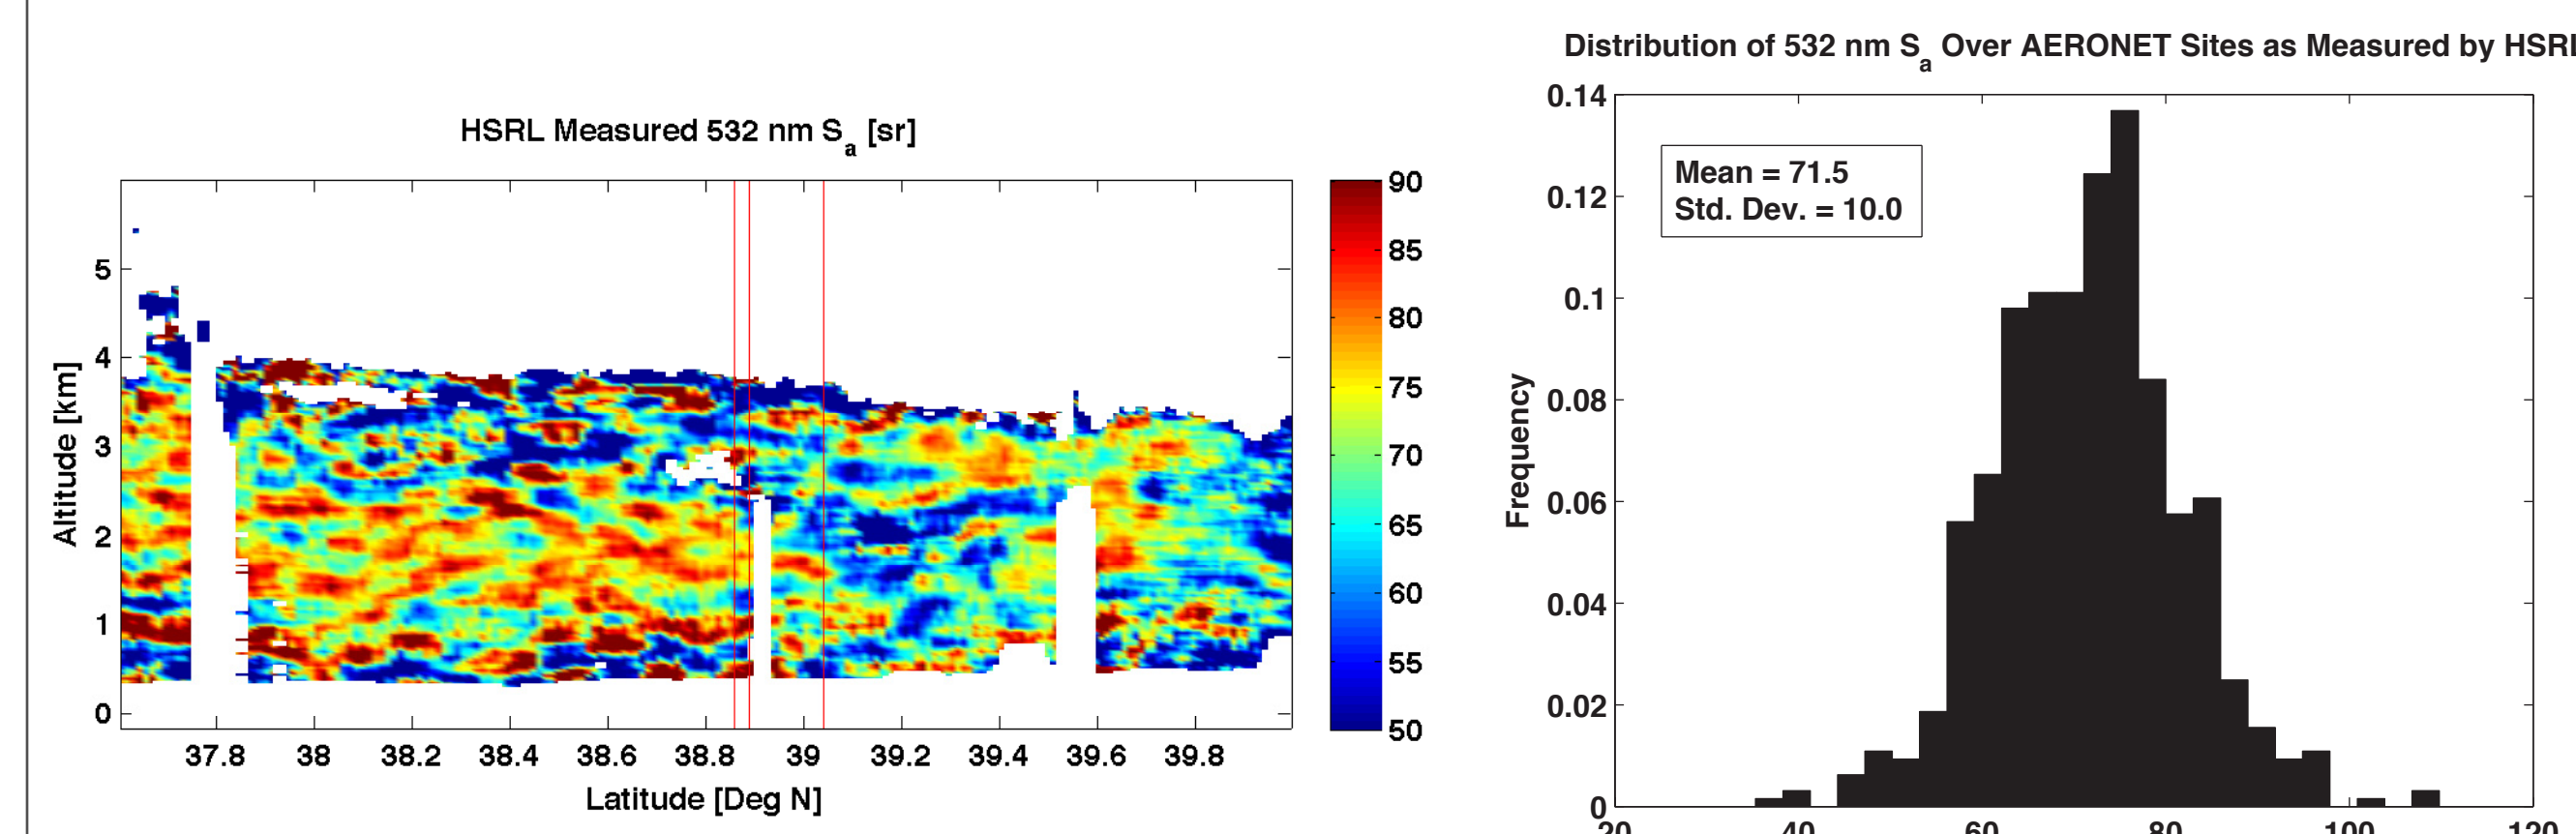 HSRL Measured 532 nm Sa [sr]
Altitude [km]
5
4
3
2
1
0
37.8 38 38.2 38.4 38.6 38.8 39 39.2 39.4 39.6 39.8
Latitude [Deg N]
90
85
80
75
70
65
60
55
50
Distribution of 532 nm Sa Over AERONET Sites as Measured by HSRL
Mean = 71.5
Std. Dev. = 10.0
Frequency
0.14
0.12
0.1
0.08
0.06
0.04
0.02
0
20 40 60 80 100 120